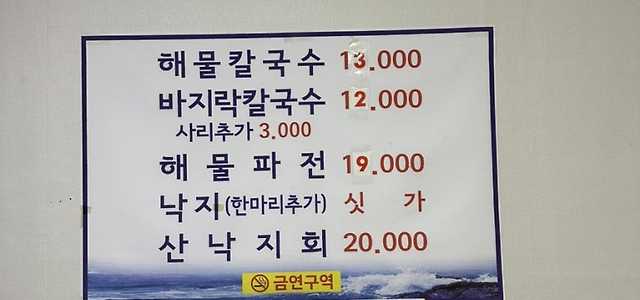 해물칼국수 13.000
바지락칼국수 12.000
사리추가 3.000
해물파전 19.000
낙지(한마리추가) 싯가
산낙지회 20.000
금연구역